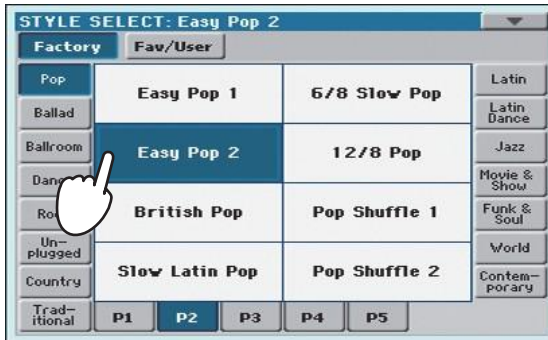 STYLE SELECT: Easy Pop 2
Factory
Fav/User
Pop
Ballad
Ballroom
Rock
Un-
plugged
Country
Trad-
itional
Easy Pop 1
6/8 Slow Pop
Easy Pop 2
12/8 Pop
British Pop
Pop Shuffle 1
Slow Latin Pop
Pop Shuffle 2
Latin
Latin
Dance
Jazz
Movie &
Show
Funk &
Soul
World
Contem-
porary
P1
P2
P3
P4
P5